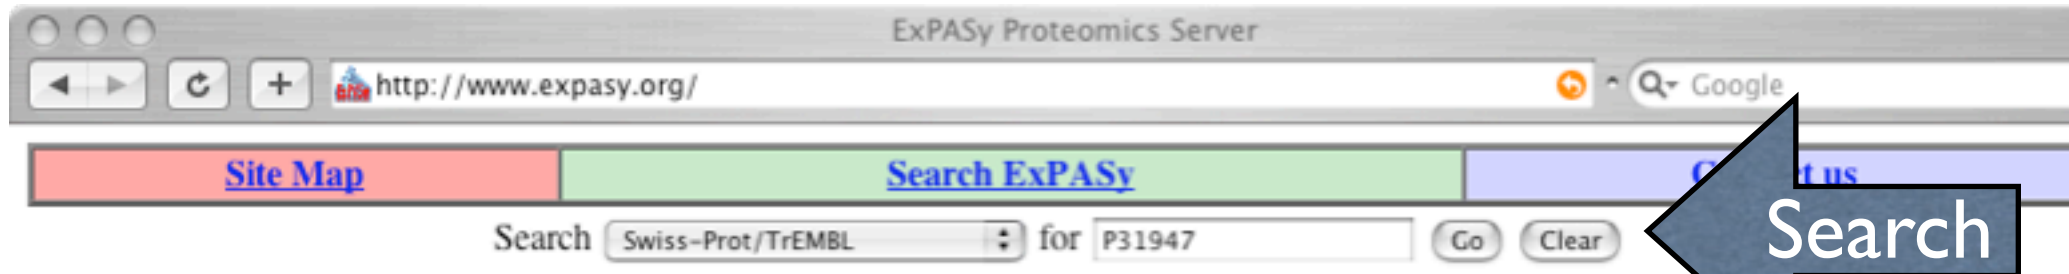 ExPASy Proteomics Server
http://www.expasy.org/ Google
Site Map Search ExPASy us
Search Swiss-Prot/TrEMBL for P31947 Go Clear Search